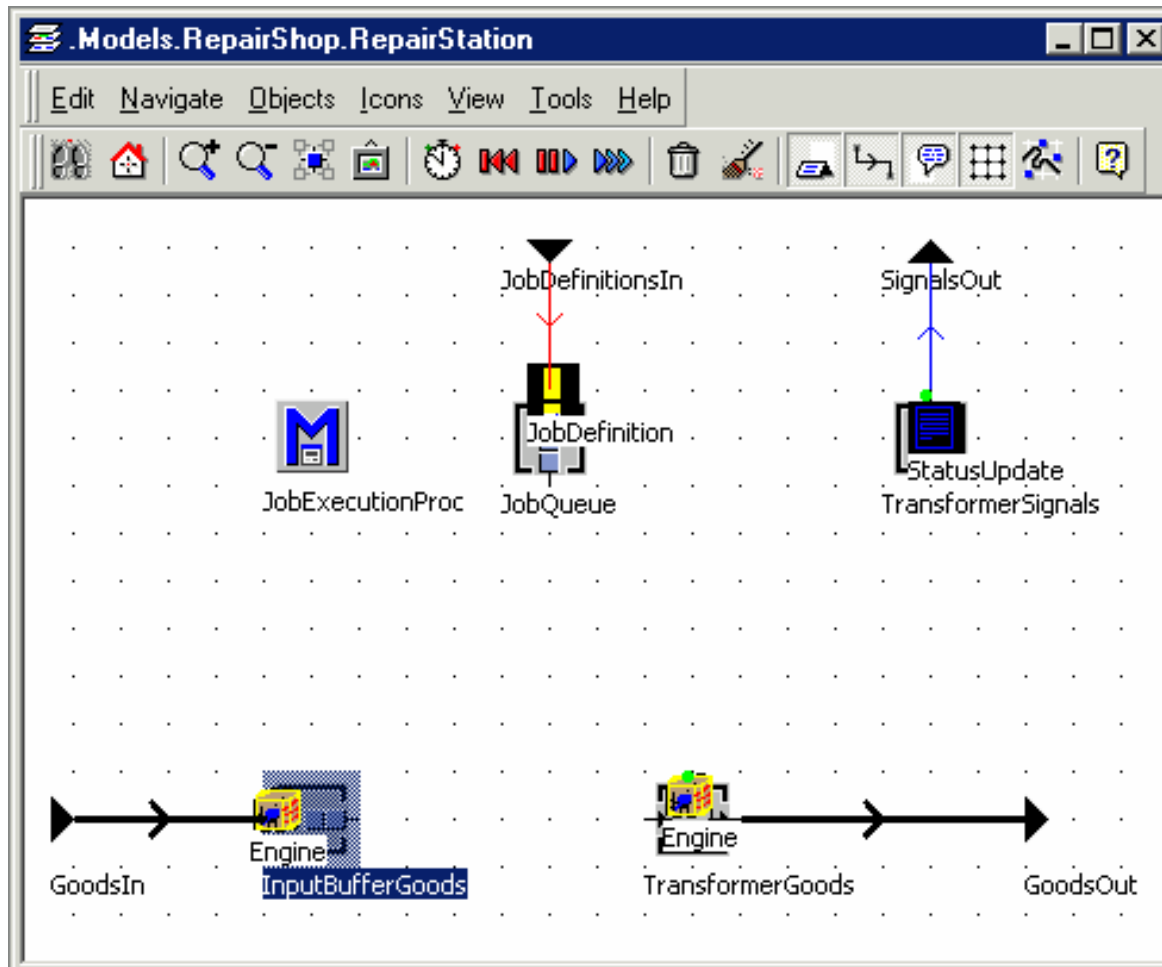 .Models.RepairShop.RepairStation
Edit Navigate Objects Icons View Tools Help
JobDefinitionsIn
SignalsOut
JobDefinition
StatusUpdate
JobExecutionProc
JobQueue
TransformerSignals
Engine
Engine
GoodsIn
InputBufferGoods
TransformerGoods
GoodsOut